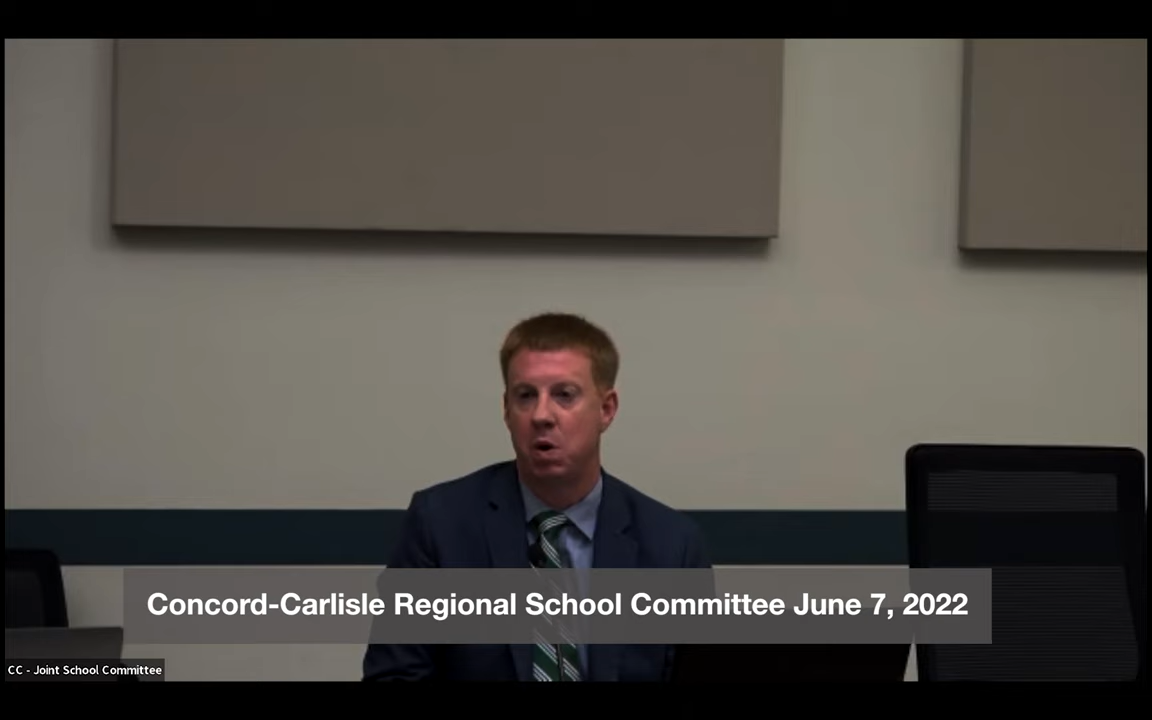 Concord-Carlisle Regional School Committee June 7, 2022
CC - Joint School Committee